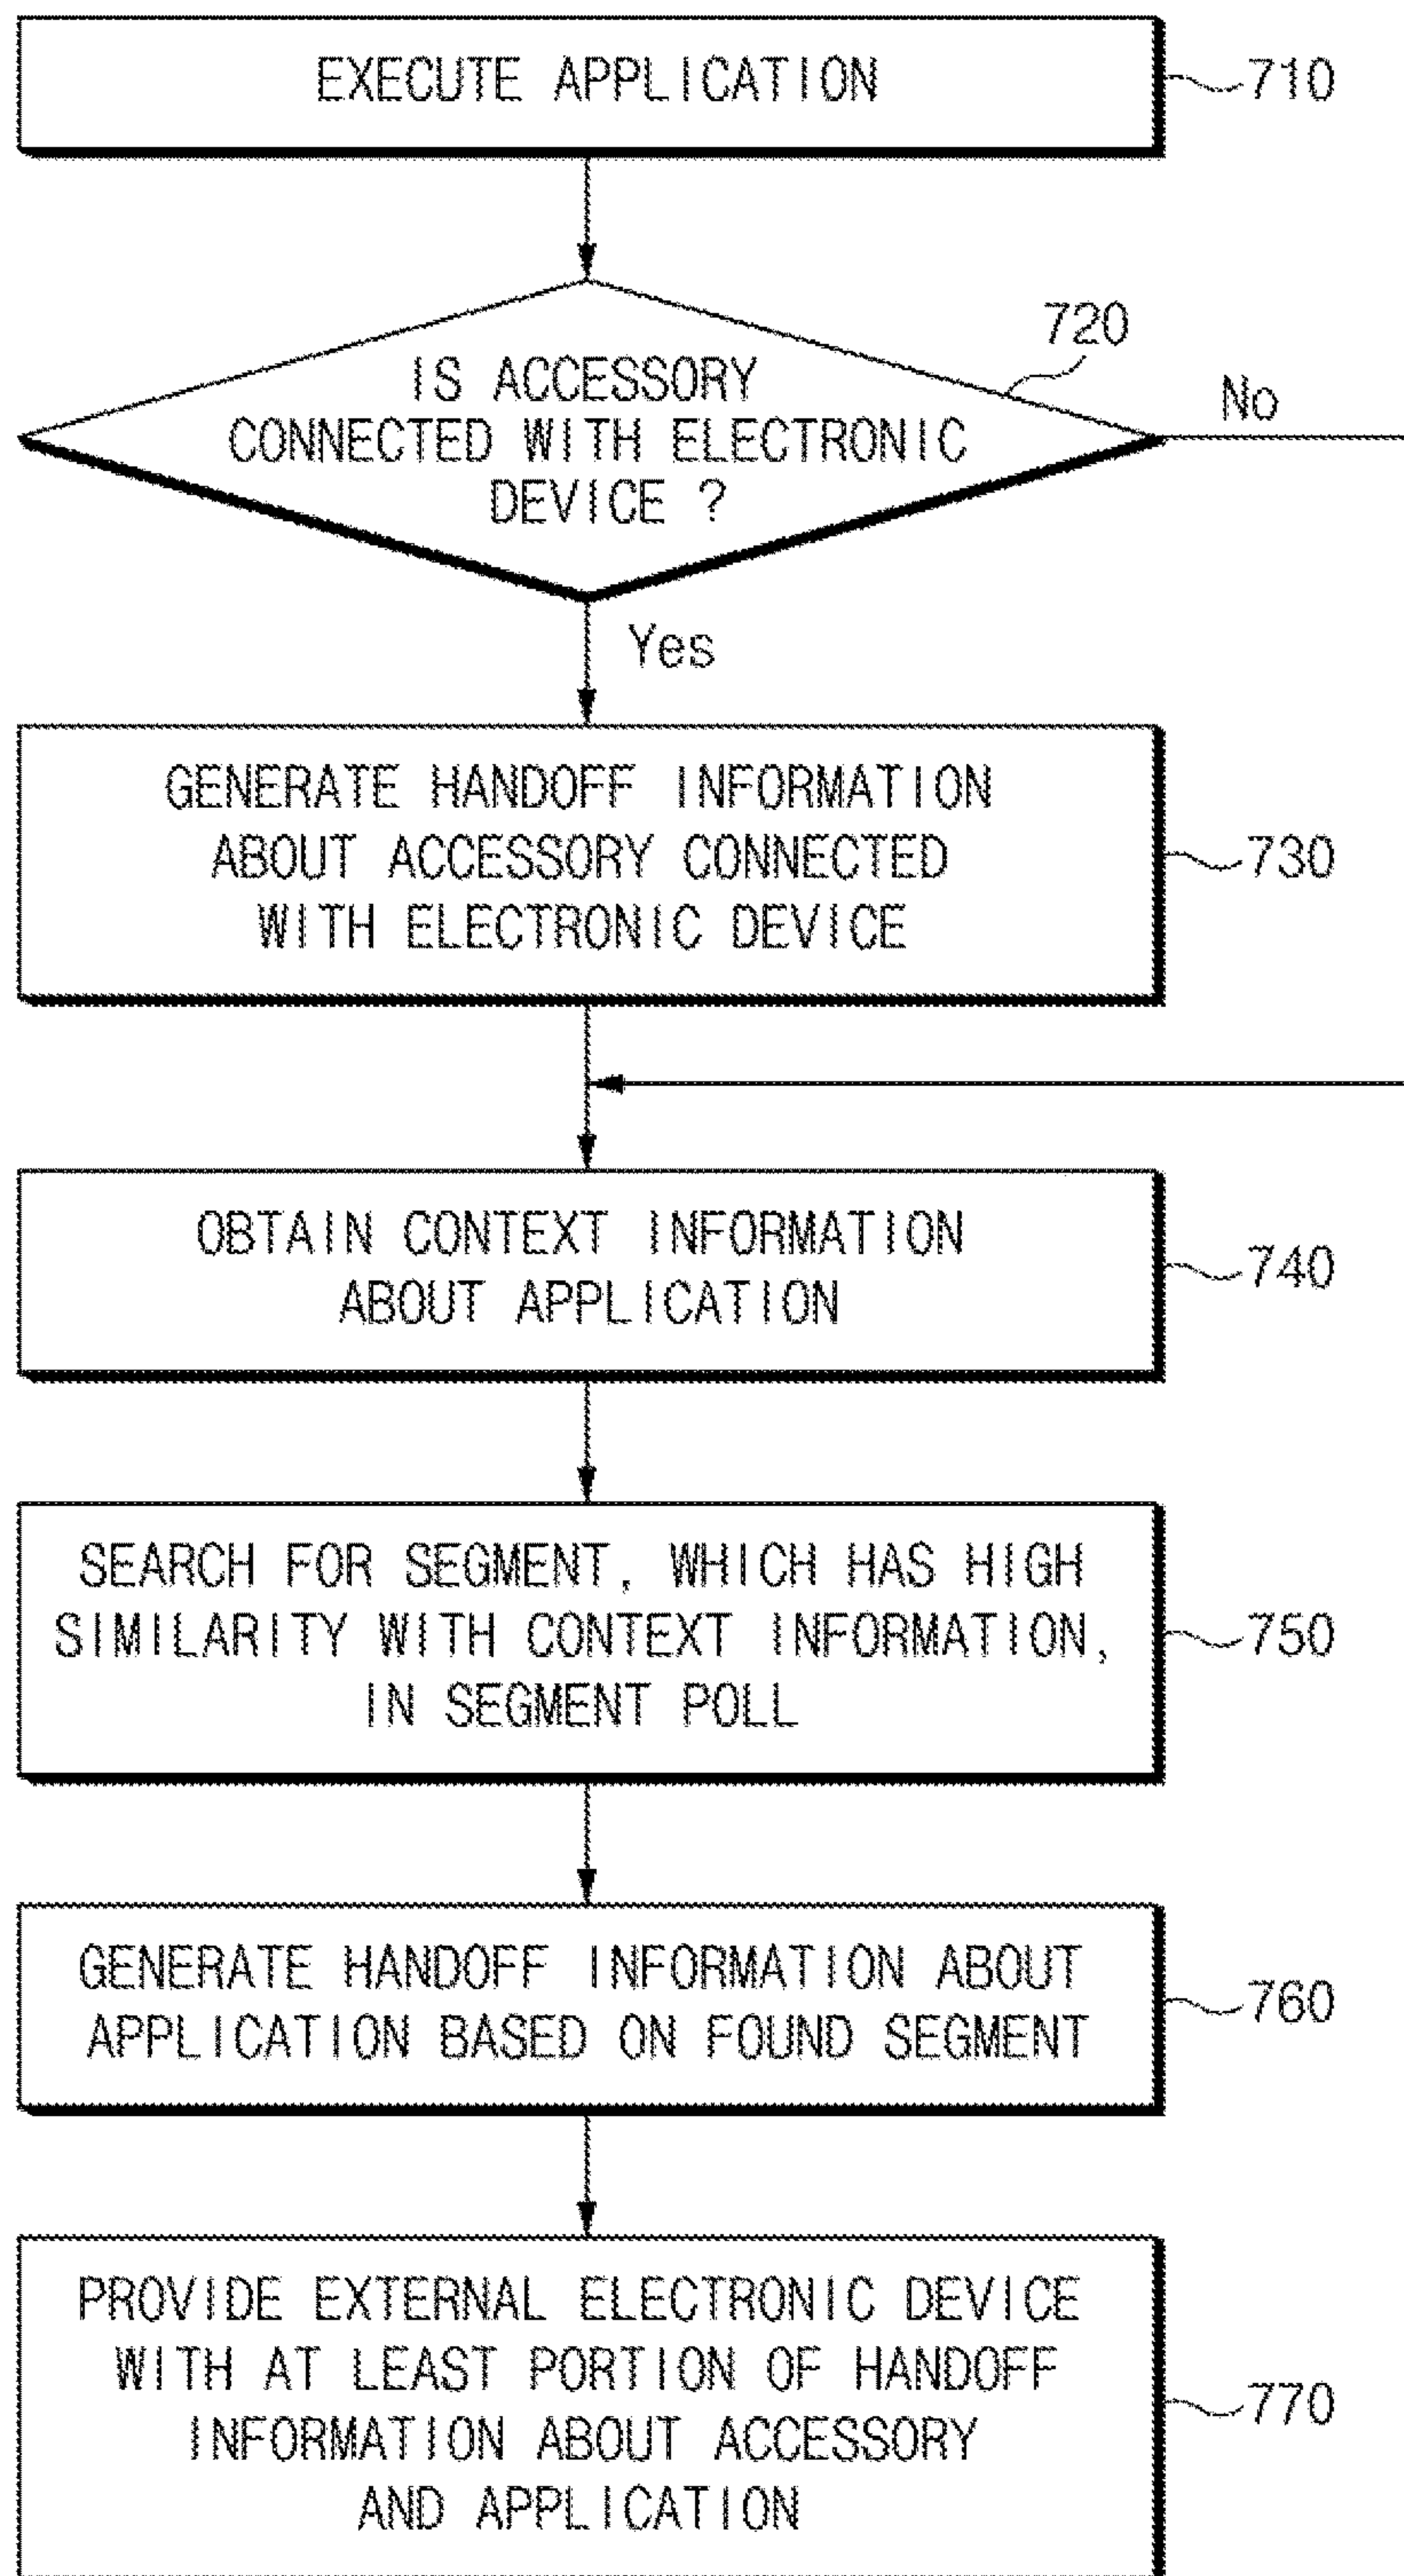 EXECUTE APPLICATION
710
720
IS ACCESSORY
CONNECTED WITH ELECTRONIC
DEVICE ?
No
Yes
GENERATE HANDOFF INFORMATION
ABOUT ACCESSORY CONNECTED
WITH ELECTRONIC DEVICE
730
OBTAIN CONTEXT INFORMATION
ABOUT APPLICATION
740
SEARCH FOR SEGMENT, WHICH HAS HIGH
SIMILARITY WITH CONTEXT INFORMATION,
IN SEGMENT POLL
750
GENERATE HANDOFF INFORMATION ABOUT
APPLICATION BASED ON FOUND SEGMENT
760
PROVIDE EXTERNAL ELECTRONIC DEVICE
WITH AT LEAST PORTION OF HANDOFF
INFORMATION ABOUT ACCESSORY
AND APPLICATION
770